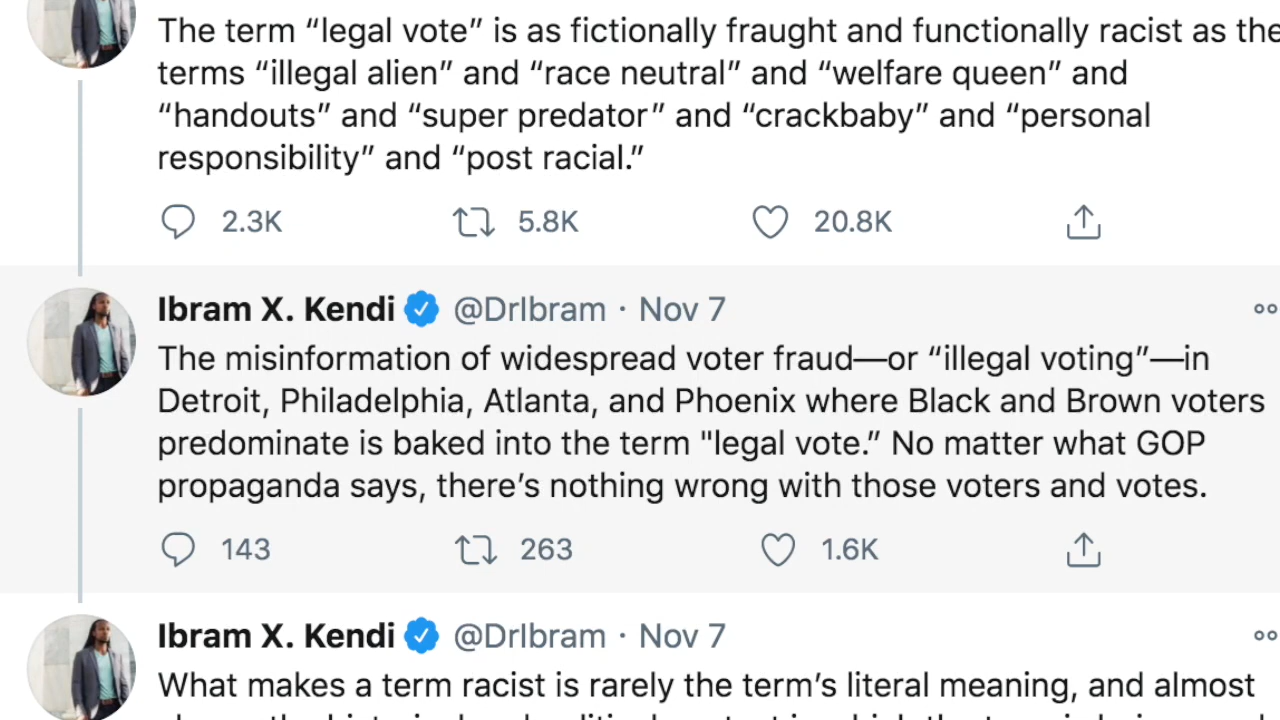 The term “legal vote” is as fictionally fraught and functionally racist as the
terms “illegal alien” and “race neutral” and “welfare queen” and
“handouts” and “super predator” and “crackbaby” and “personal
responsibility” and “post racial.”
2.3K 5.8K 20.8K
Ibram X. Kendi @DrIbram · Nov 7
The misinformation of widespread voter fraud—or “illegal voting”—in
Detroit, Philadelphia, Atlanta, and Phoenix where Black and Brown voters
predominate is baked into the term "legal vote.” No matter what GOP
propaganda says, there’s nothing wrong with those voters and votes.
143 263 1.6K
Ibram X. Kendi @DrIbram · Nov 7
What makes a term racist is rarely the term’s literal meaning, and almost